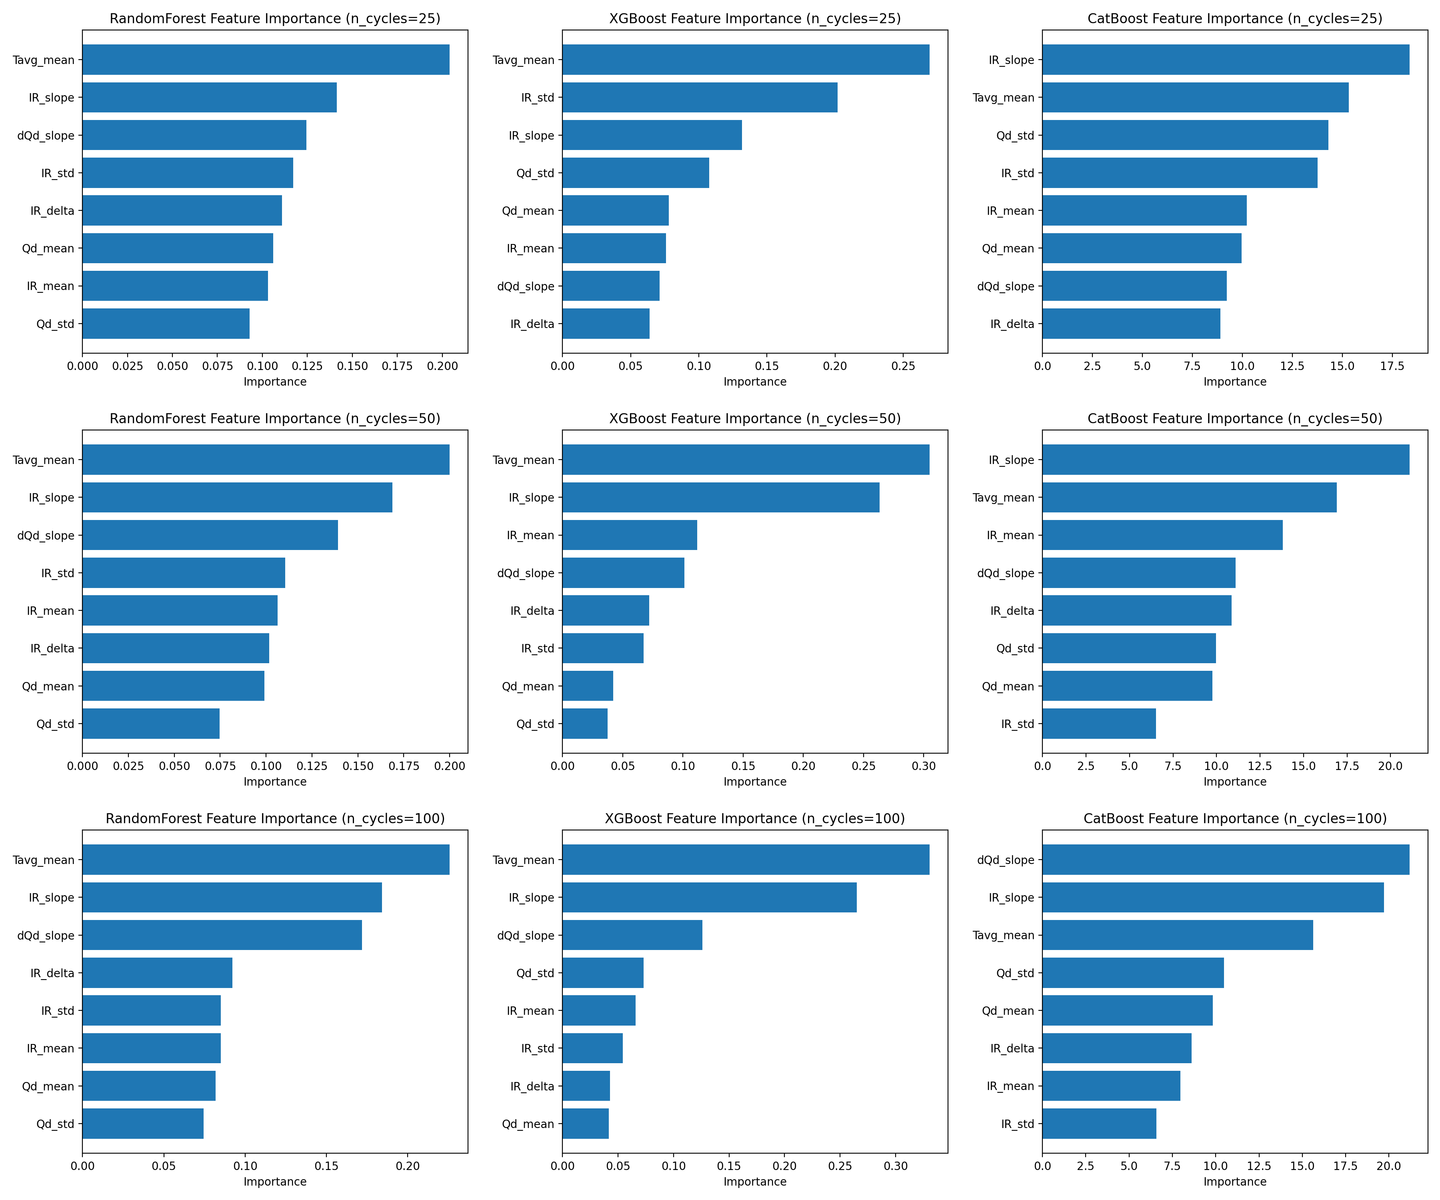 RandomForest Feature Importance (n_cycles=25)
Tavg_mean
IR_slope
dQd_slope
IR_std
IR_delta
Qd_mean
IR_mean
Qd_std
0.000 0.025 0.050 0.075 0.100 0.125 0.150 0.175 0.200
Importance
XGBoost Feature Importance (n_cycles=25)
Tavg_mean
IR_std
IR_slope
Qd_std
Qd_mean
IR_mean
dQd_slope
IR_delta
0.00 0.05 0.10 0.15 0.20 0.25
Importance
CatBoost Feature Importance (n_cycles=25)
IR_slope
Tavg_mean
Qd_std
IR_std
IR_mean
Qd_mean
dQd_slope
IR_delta
0.0 2.5 5.0 7.5 10.0 12.5 15.0 17.5
Importance
RandomForest Feature Importance (n_cycles=50)
Tavg_mean
IR_slope
dQd_slope
IR_std
IR_mean
IR_delta
Qd_mean
Qd_std
0.000 0.025 0.050 0.075 0.100 0.125 0.150 0.175 0.200
Importance
XGBoost Feature Importance (n_cycles=50)
Tavg_mean
IR_slope
IR_mean
dQd_slope
IR_delta
IR_std
Qd_mean
Qd_std
0.00 0.05 0.10 0.15 0.20 0.25 0.30
Importance
CatBoost Feature Importance (n_cycles=50)
IR_slope
Tavg_mean
IR_mean
dQd_slope
IR_delta
Qd_std
Qd_mean
IR_std
0.0 2.5 5.0 7.5 10.0 12.5 15.0 17.5 20.0
Importance
RandomForest Feature Importance (n_cycles=100)
Tavg_mean
IR_slope
dQd_slope
IR_delta
IR_std
IR_mean
Qd_mean
Qd_std
0.00 0.05 0.10 0.15 0.20
Importance
XGBoost Feature Importance (n_cycles=100)
Tavg_mean
IR_slope
dQd_slope
Qd_std
IR_mean
IR_std
IR_delta
Qd_mean
0.00 0.05 0.10 0.15 0.20 0.25 0.30
Importance
CatBoost Feature Importance (n_cycles=100)
dQd_slope
IR_slope
Tavg_mean
Qd_std
Qd_mean
IR_delta
IR_mean
IR_std
0.0 2.5 5.0 7.5 10.0 12.5 15.0 17.5 20.0
Importance